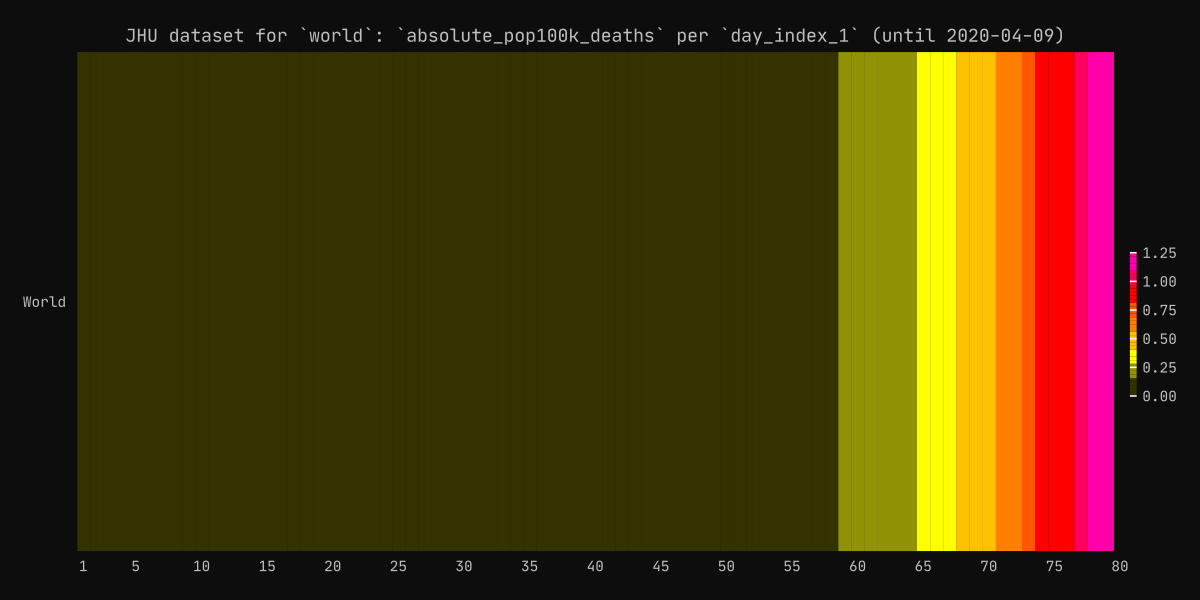 JHU dataset for `world`: `absolute_pop100k_deaths` per `day_index_1` (until 2020-04-09)
World
1.25
1.00
0.75
0.50
0.25
0.00
1 5 10 15 20 25 30 35 40 45 50 55 60 65 70 75 80